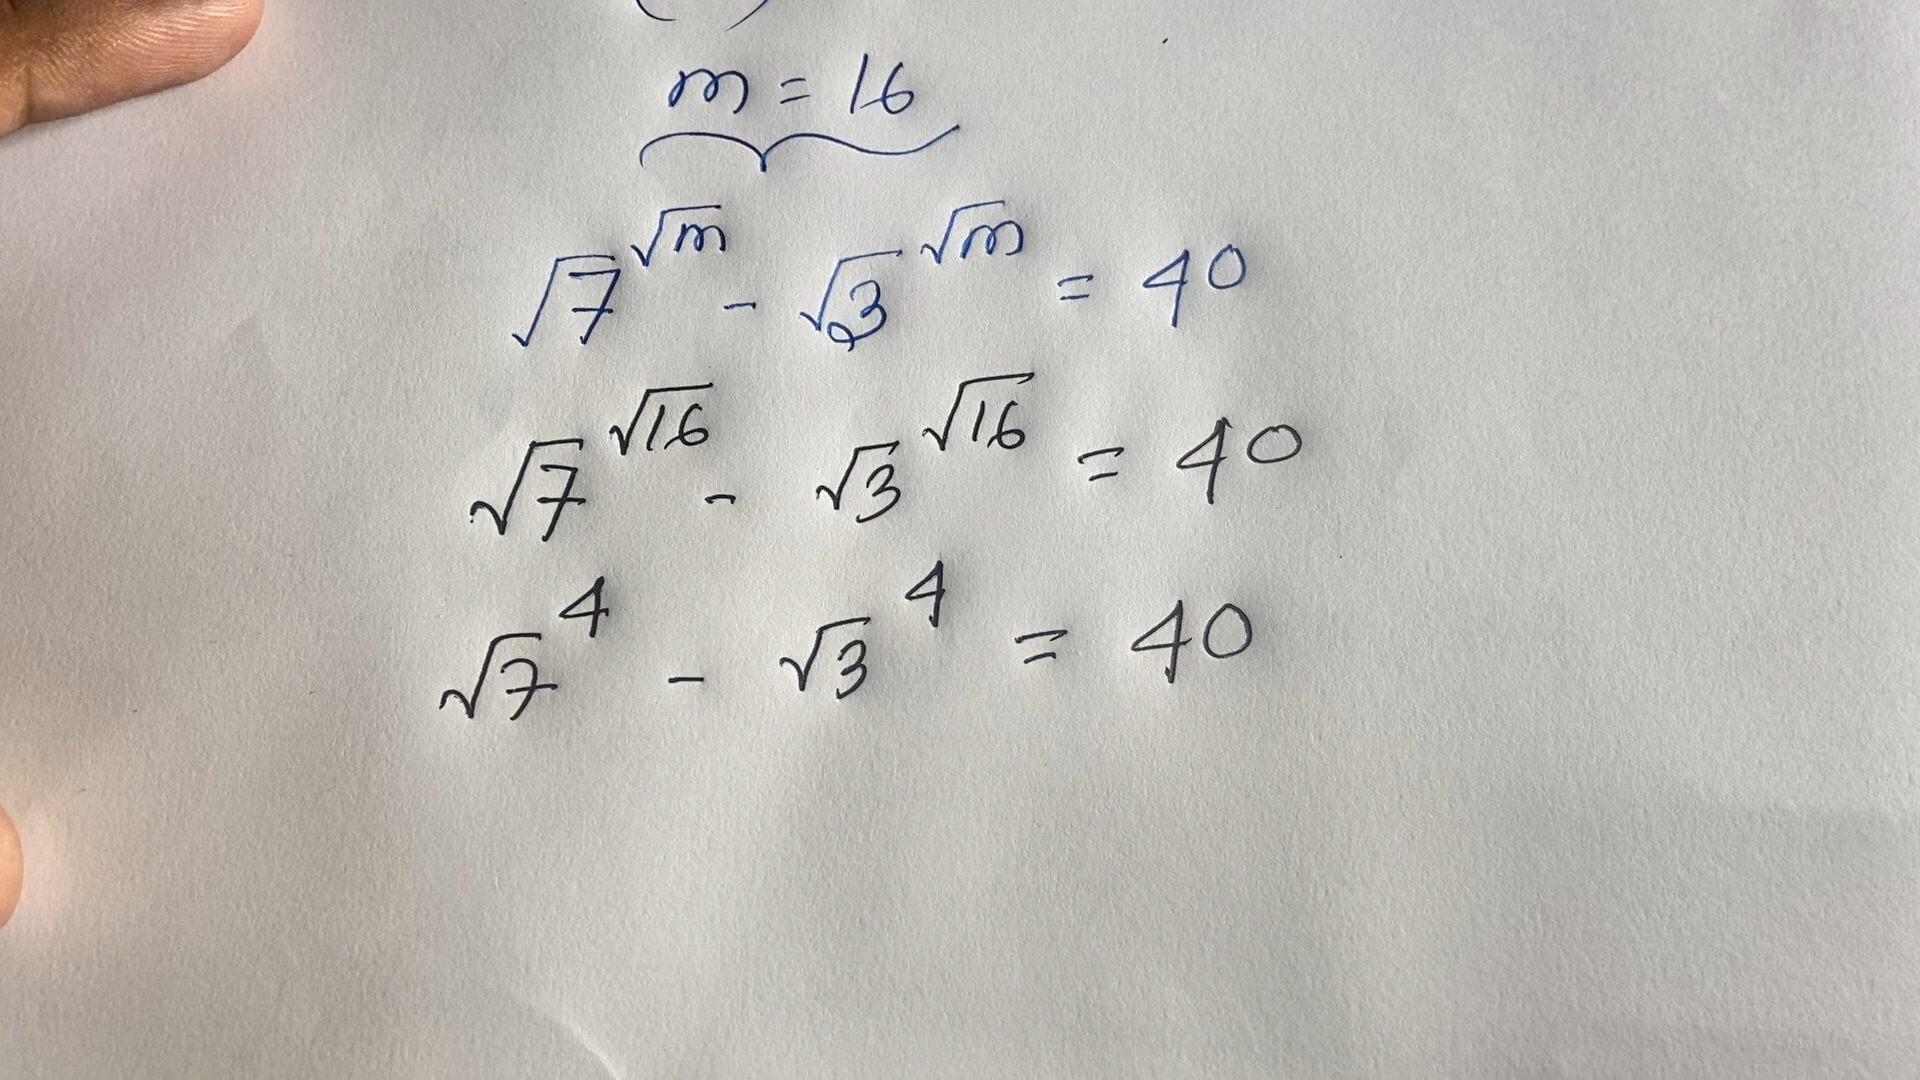 m = 16
√7^√m - √3^√m = 40
√7^√16 - √3^√16 = 40
√7^4 - √3^4 = 40